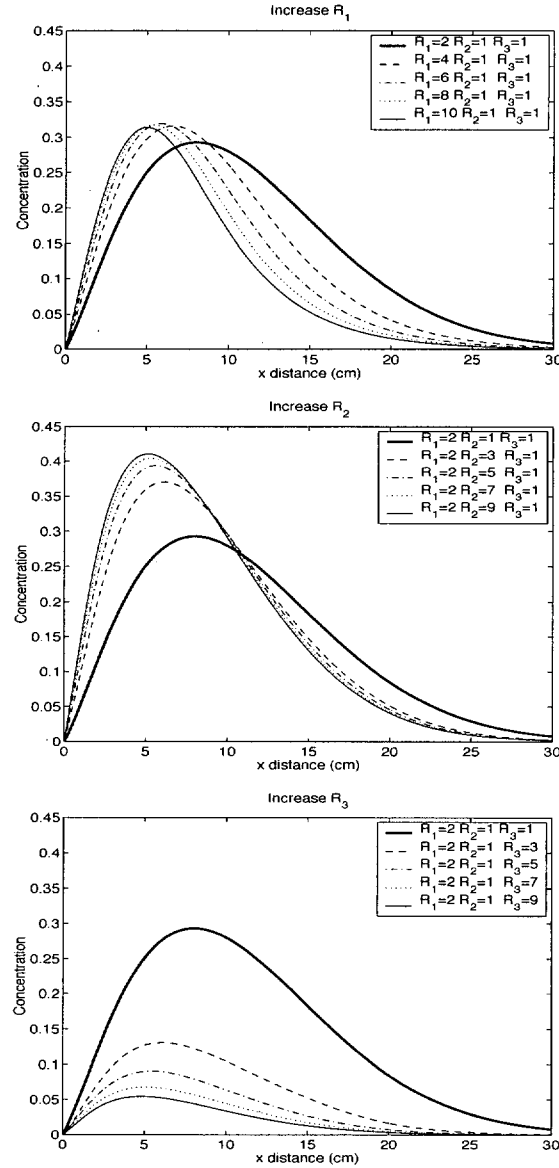 Increase R1
0.45
0.4
0.35
0.3
0.25
0.2
0.15
0.1
0.05
0
Concentration
R1=2 R2=1 R3=1
R1=4 R2=1 R3=1
R1=6 R2=1 R3=1
R1=8 R2=1 R3=1
R1=10 R2=1 R3=1
0 5 10 15 20 25 30
x distance (cm)
Increase R2
0.45
0.4
0.35
0.3
0.25
0.2
0.15
0.1
0.05
0
Concentration
R1=2 R2=1 R3=1
R1=2 R2=3 R3=1
R1=2 R2=5 R3=1
R1=2 R2=7 R3=1
R1=2 R2=9 R3=1
0 5 10 15 20 25 30
x distance (cm)
Increase R3
0.45
0.4
0.35
0.3
0.25
0.2
0.15
0.1
0.05
0
Concentration
R1=2 R2=1 R3=1
R1=2 R2=1 R3=3
R1=2 R2=1 R3=5
R1=2 R2=1 R3=7
R1=2 R2=1 R3=9
0 5 10 15 20 25 30
x distance (cm)